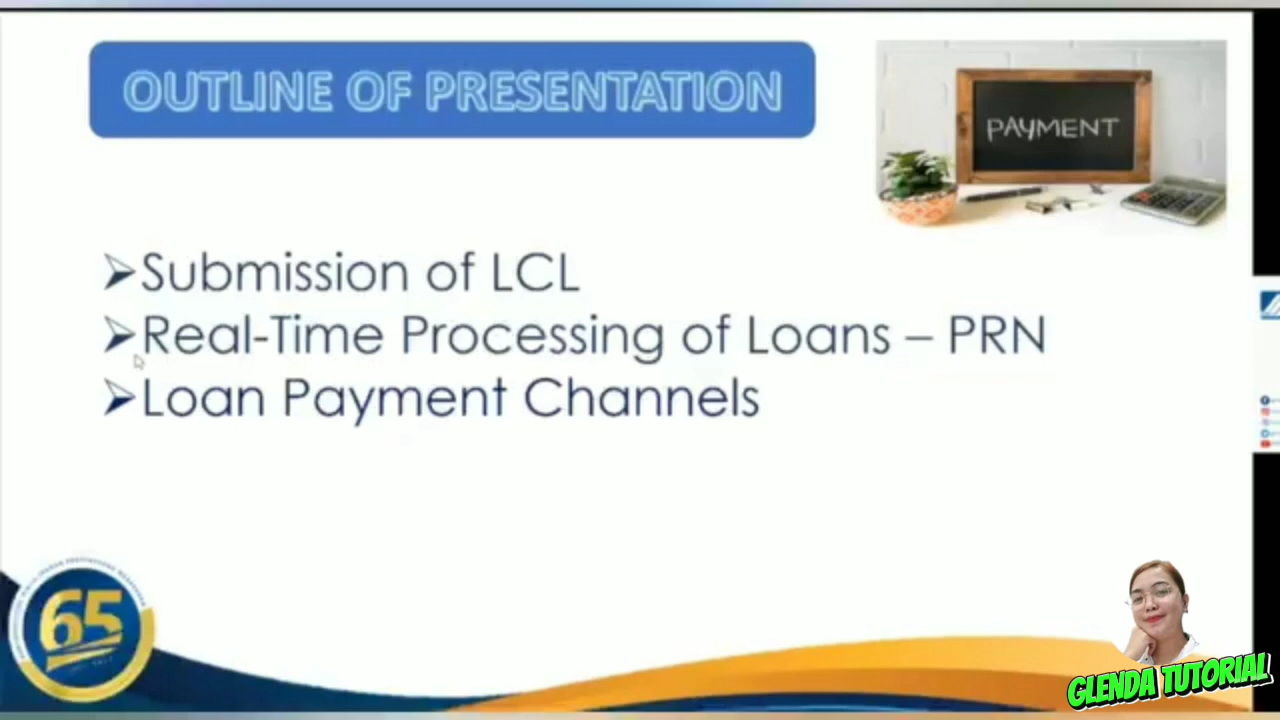 OUTLINE OF PRESENTATION
PAYMENT
➢Submission of LCL
➢Real-Time Processing of Loans – PRN
➢Loan Payment Channels
65
GLENDA TUTORIAL